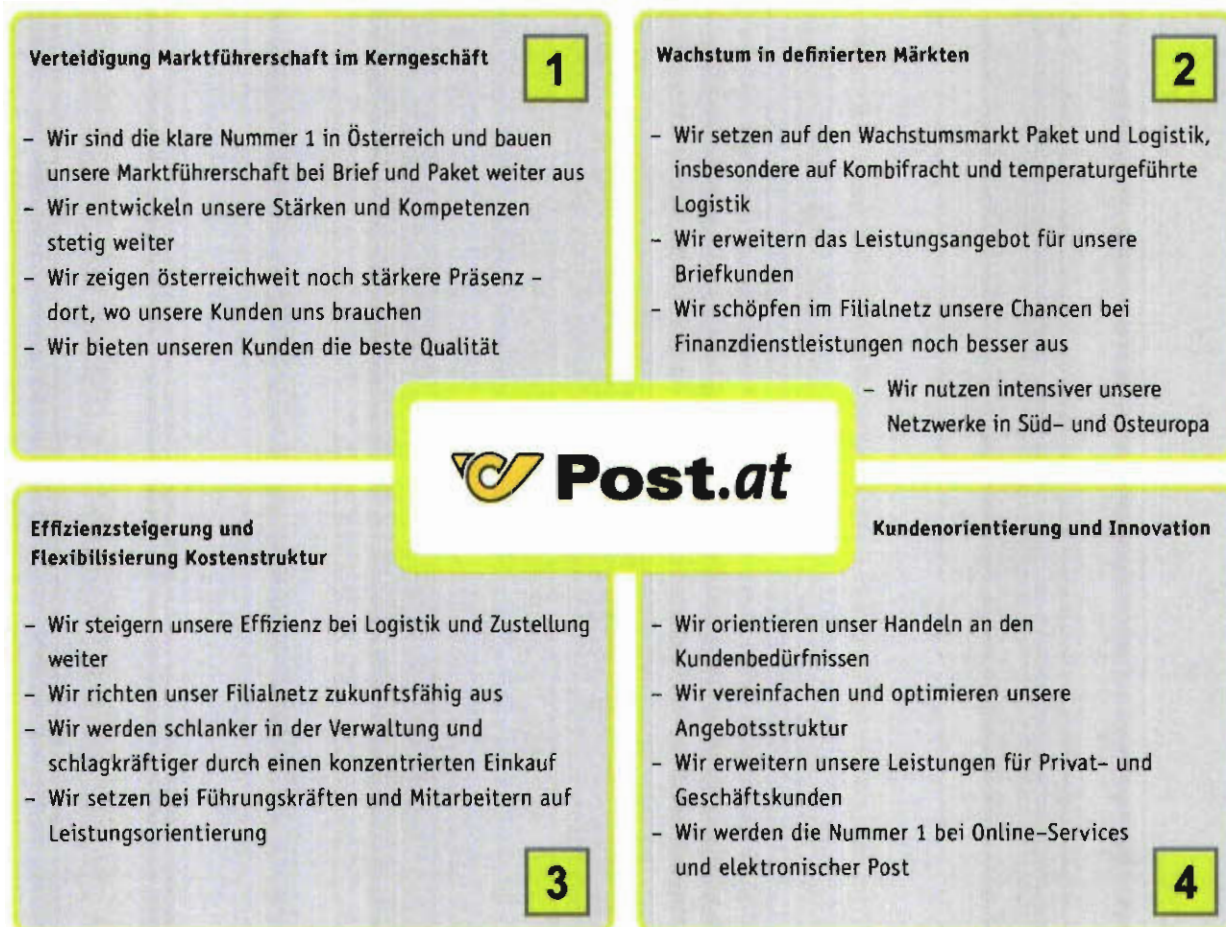 Verteidigung Marktführerschaft im Kerngeschäft
1
– Wir sind die klare Nummer 1 in Österreich und bauen
unsere Marktführerschaft bei Brief und Paket weiter aus
– Wir entwickeln unsere Stärken und Kompetenzen
stetig weiter
– Wir zeigen österreichweit noch stärkere Präsenz –
dort, wo unsere Kunden uns brauchen
– Wir bieten unseren Kunden die beste Qualität
Wachstum in definierten Märkten
2
– Wir setzen auf den Wachstumsmarkt Paket und Logistik,
insbesondere auf Kombifracht und temperaturgeführte
Logistik
– Wir erweitern das Leistungsangebot für unsere
Briefkunden
– Wir schöpfen im Filialnetz unsere Chancen bei
Finanzdienstleistungen noch besser aus
– Wir nutzen intensiver unsere
Netzwerke in Süd– und Osteuropa
Post.at
Effizienzsteigerung und
Flexibilisierung Kostenstruktur
– Wir steigern unsere Effizienz bei Logistik und Zustellung
weiter
– Wir richten unser Filialnetz zukunftsfähig aus
– Wir werden schlanker in der Verwaltung und
schlagkräftiger durch einen konzentrierten Einkauf
– Wir setzen bei Führungskräften und Mitarbeitern auf
Leistungsorientierung
3
Kundenorientierung und Innovation
– Wir orientieren unser Handeln an den
Kundenbedürfnissen
– Wir vereinfachen und optimieren unsere
Angebotsstruktur
– Wir erweitern unsere Leistungen für Privat– und
Geschäftskunden
– Wir werden die Nummer 1 bei Online–Services
und elektronischer Post
4